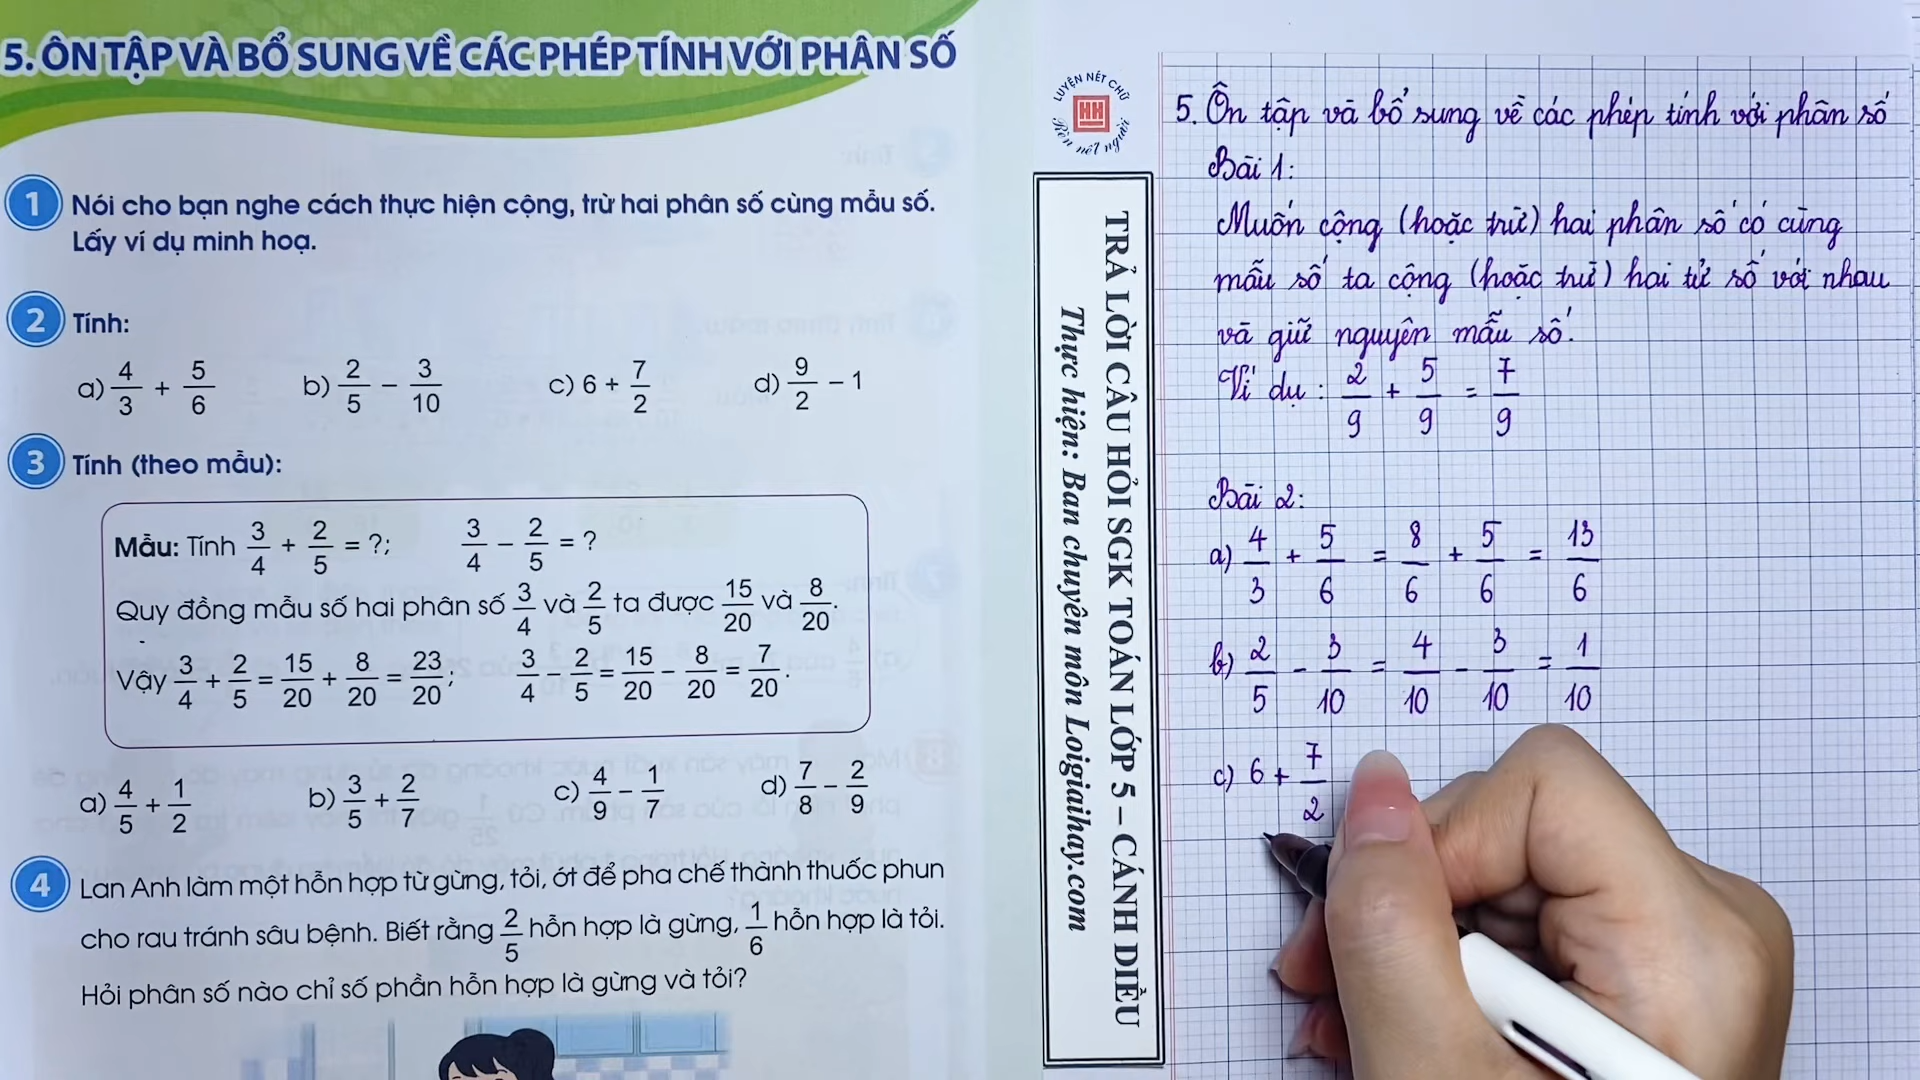 5. ÔN TẬP VÀ BỔ SUNG VỀ CÁC PHÉP TÍNH VỚI PHÂN SỐ
1 Nói cho bạn nghe cách thực hiện cộng, trừ hai phân số cùng mẫu số.
Lấy ví dụ minh hoạ.
2 Tính:
a) 4/3 + 5/6 b) 2/5 − 3/10 c) 6 + 7/2 d) 9/2 − 1
3 Tính (theo mẫu):
Mẫu: Tính 3/4 + 2/5 = ?; 3/4 − 2/5 = ?
Quy đồng mẫu số hai phân số 3/4 và 2/5 ta được 15/20 và 8/20.
Vậy 3/4 + 2/5 = 15/20 + 8/20 = 23/20; 3/4 − 2/5 = 15/20 − 8/20 = 7/20.
a) 4/5 + 1/2 b) 3/5 + 2/7 c) 4/9 − 1/7 d) 7/8 − 2/9
4 Lan Anh làm một hỗn hợp từ gừng, tỏi, ớt để pha chế thành thuốc phun
cho rau tránh sâu bệnh. Biết rằng 2/5 hỗn hợp là gừng, 1/6 hỗn hợp là tỏi.
Hỏi phân số nào chỉ số phần hỗn hợp là gừng và tỏi?
LUYỆN NÉT CHỮ
HH
Rèn nết người
TRẢ LỜI CÂU HỎI SGK TOÁN LỚP 5 – CÁNH DIỀU
Thực hiện: Ban chuyên môn Loigiaihay.com
5. Ôn tập và bổ sung về các phép tính với phân số
Bài 1:
Muốn cộng (hoặc trừ) hai phân số có cùng
mẫu số ta cộng (hoặc trừ) hai tử số với nhau
và giữ nguyên mẫu số.
Ví dụ : 2/9 + 5/9 = 7/9
Bài 2:
a) 4/3 + 5/6 = 8/6 + 5/6 = 13/6
b) 2/5 - 3/10 = 4/10 - 3/10 = 1/10
c) 6 + 7/2